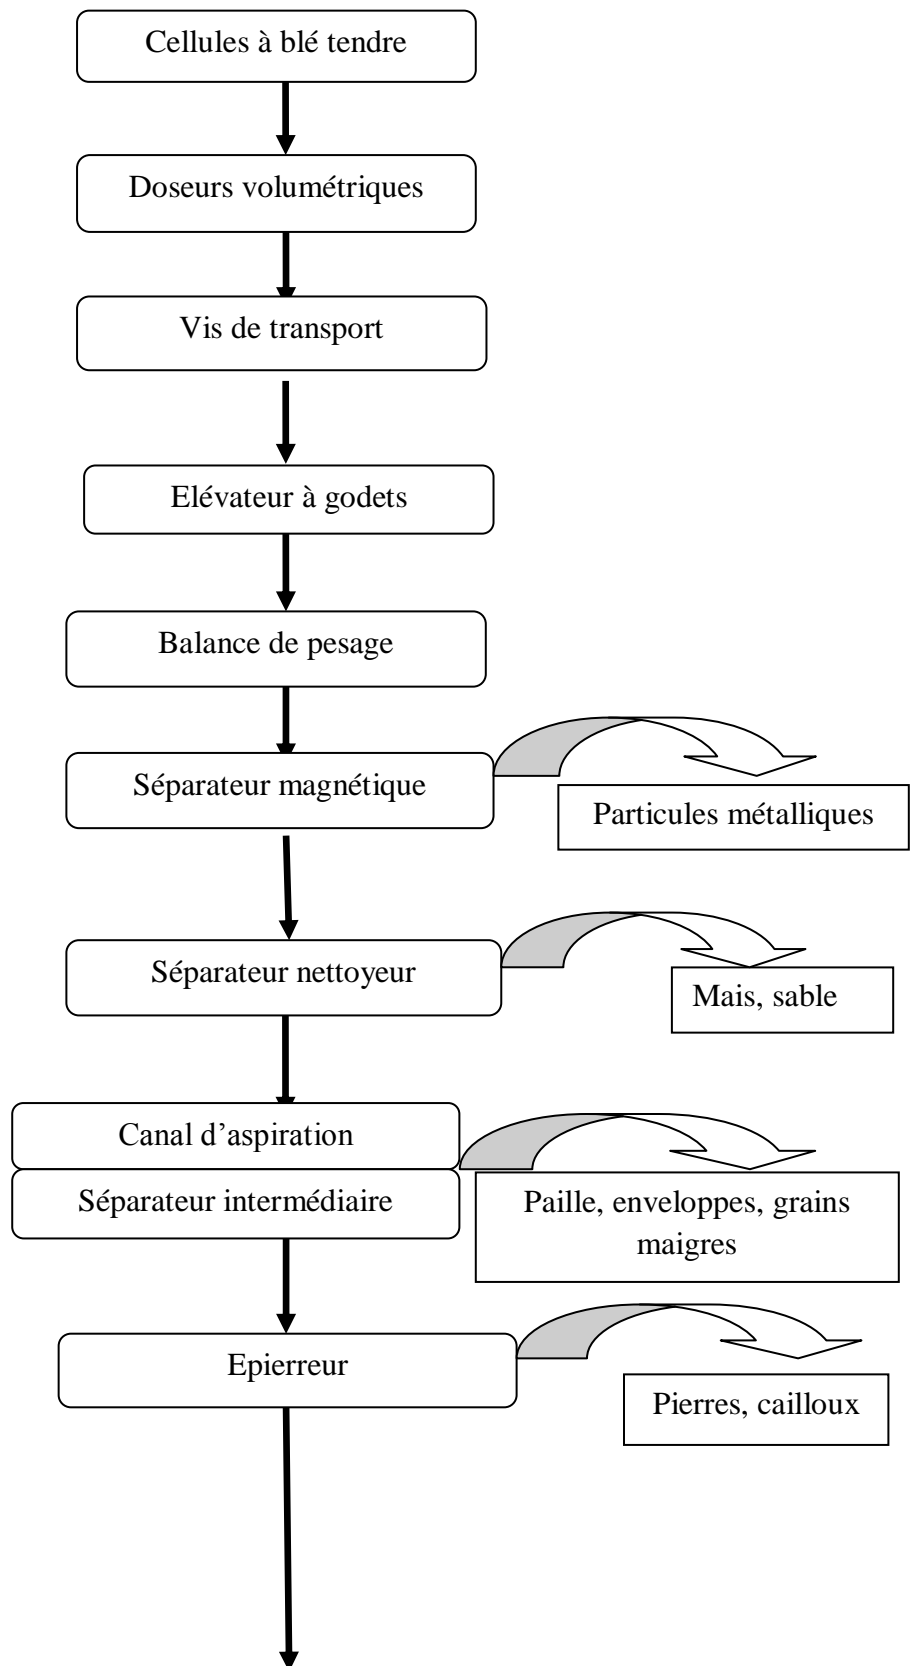 Cellules à blé tendre
Doseurs volumétriques
Vis de transport
Elévateur à godets
Balance de pesage
Séparateur magnétique
Particules métalliques
Séparateur nettoyeur
Mais, sable
Canal d’aspiration
Séparateur intermédiaire
Paille, enveloppes, grains
maigres
Epierreur
Pierres, cailloux